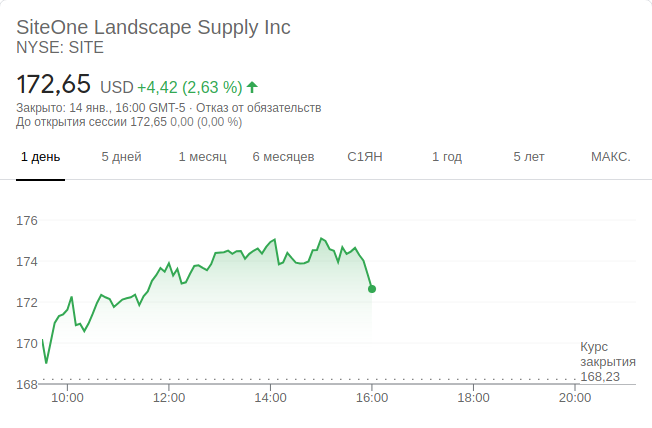 SiteOne Landscape Supply Inc
NYSE: SITE
172,65 USD +4,42 (2,63 %)
Закрыто: 14 янв., 16:00 GMT-5 · Отказ от обязательств
До открытия сессии 172,65 0,00 (0,00 %)
1 день 5 дней 1 месяц 6 месяцев С1ЯН 1 год 5 лет МАКС.
176
174
172
170
168
Курс
закрытия
168,23
10:00 12:00 14:00 16:00 18:00 20:00